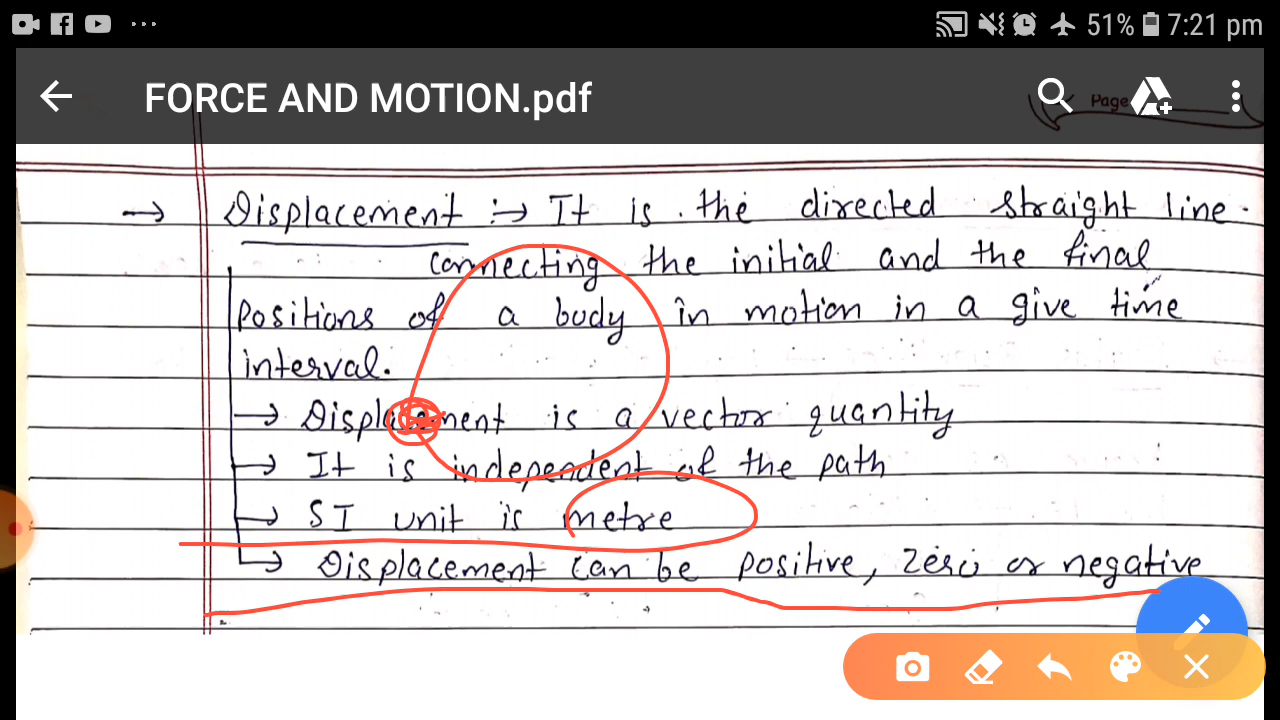 51% 7:21 pm
FORCE AND MOTION.pdf
Page
→ Displacement :→ It is the directed straight line.
connecting the initial and the final
Positions of a body in motion in a give time
interval.
→ Displacement is a vector quantity
→ It is independent of the path
→ SI unit is metre
→ Displacement can be positive, zero or negative